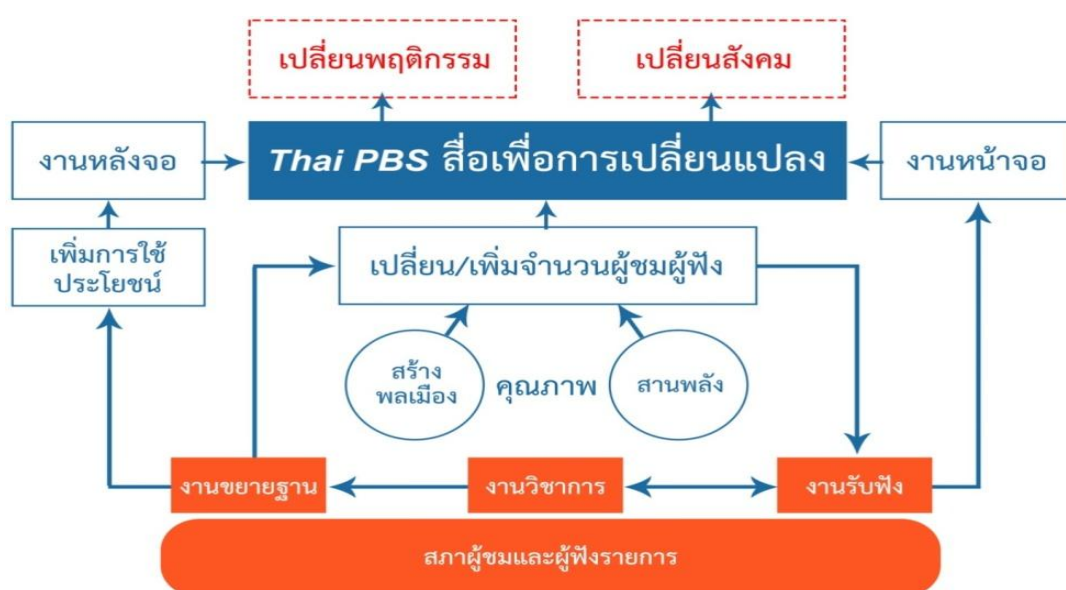 เปลี่ยนพฤติกรรม
เปลี่ยนสังคม
งานหลังจอ
Thai PBS สื่อเพื่อการเปลี่ยนแปลง
งานหน้าจอ
เพิ่มการใช้
ประโยชน์
เปลี่ยน/เพิ่มจำนวนผู้ชมผู้ฟัง
สร้าง
พลเมือง
คุณภาพ
สานพลัง
งานขยายฐาน
งานวิชาการ
งานรับฟัง
สภาผู้ชมและผู้ฟังรายการ